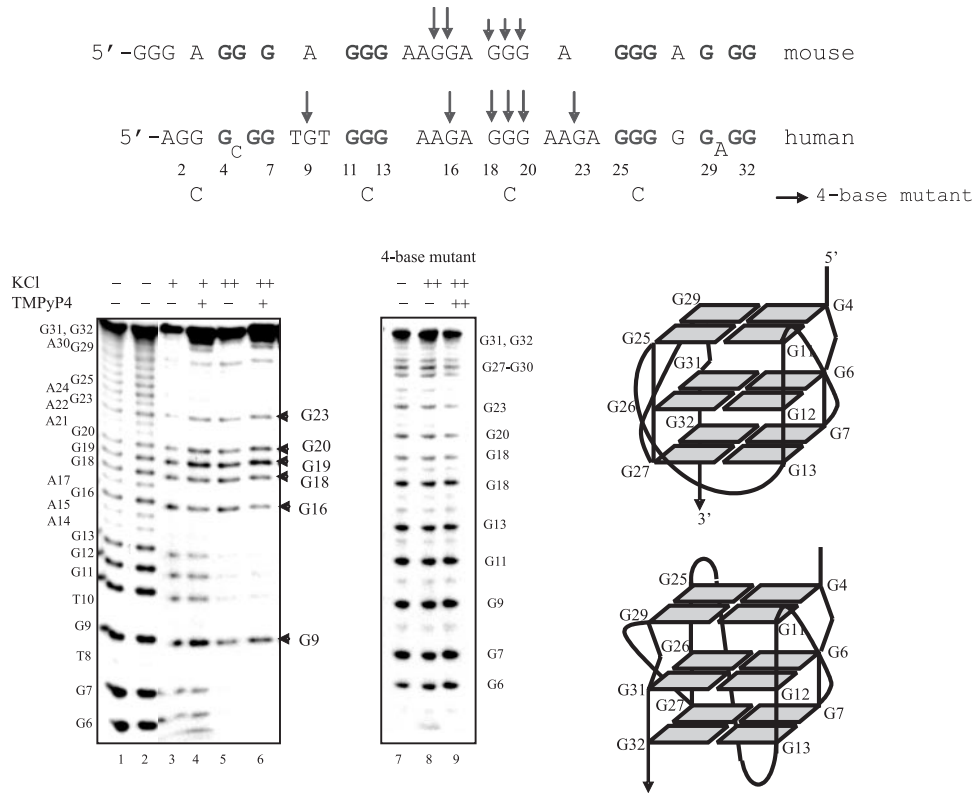 5'-GGG A GG G A GGG AAGGA GGG A GGG A G GG mouse
5'-AGG G C GG TGT GGG AAGA GGG AAGA GGG G G A GG human
2 4 7 9 11 13 16 18 20 23 25 29 32
C C C C 4-base mutant
KCl – – + + ++ ++
TMPyP4 – – – + – +
G31, G32
A30
G29
G25
A24
G23
A22
A21
G20
G19
G18
A17
G16
A15
A14
G13
G12
G11
T10
G9
T8
G7
G6
G23
G20
G19
G18
G16
G9
1 2 3 4 5 6
4-base mutant
– ++ ++
– – ++
G31, G32
G27-G30
G23
G20
G18
G18
G13
G11
G9
G7
G6
7 8 9
5'
G29 G4
G25 G11
G31 G6
G26 G12
G32 G7
G27 G13
3'
G25 G4
G29 G11
G26 G6
G31 G12
G27 G7
G32 G13